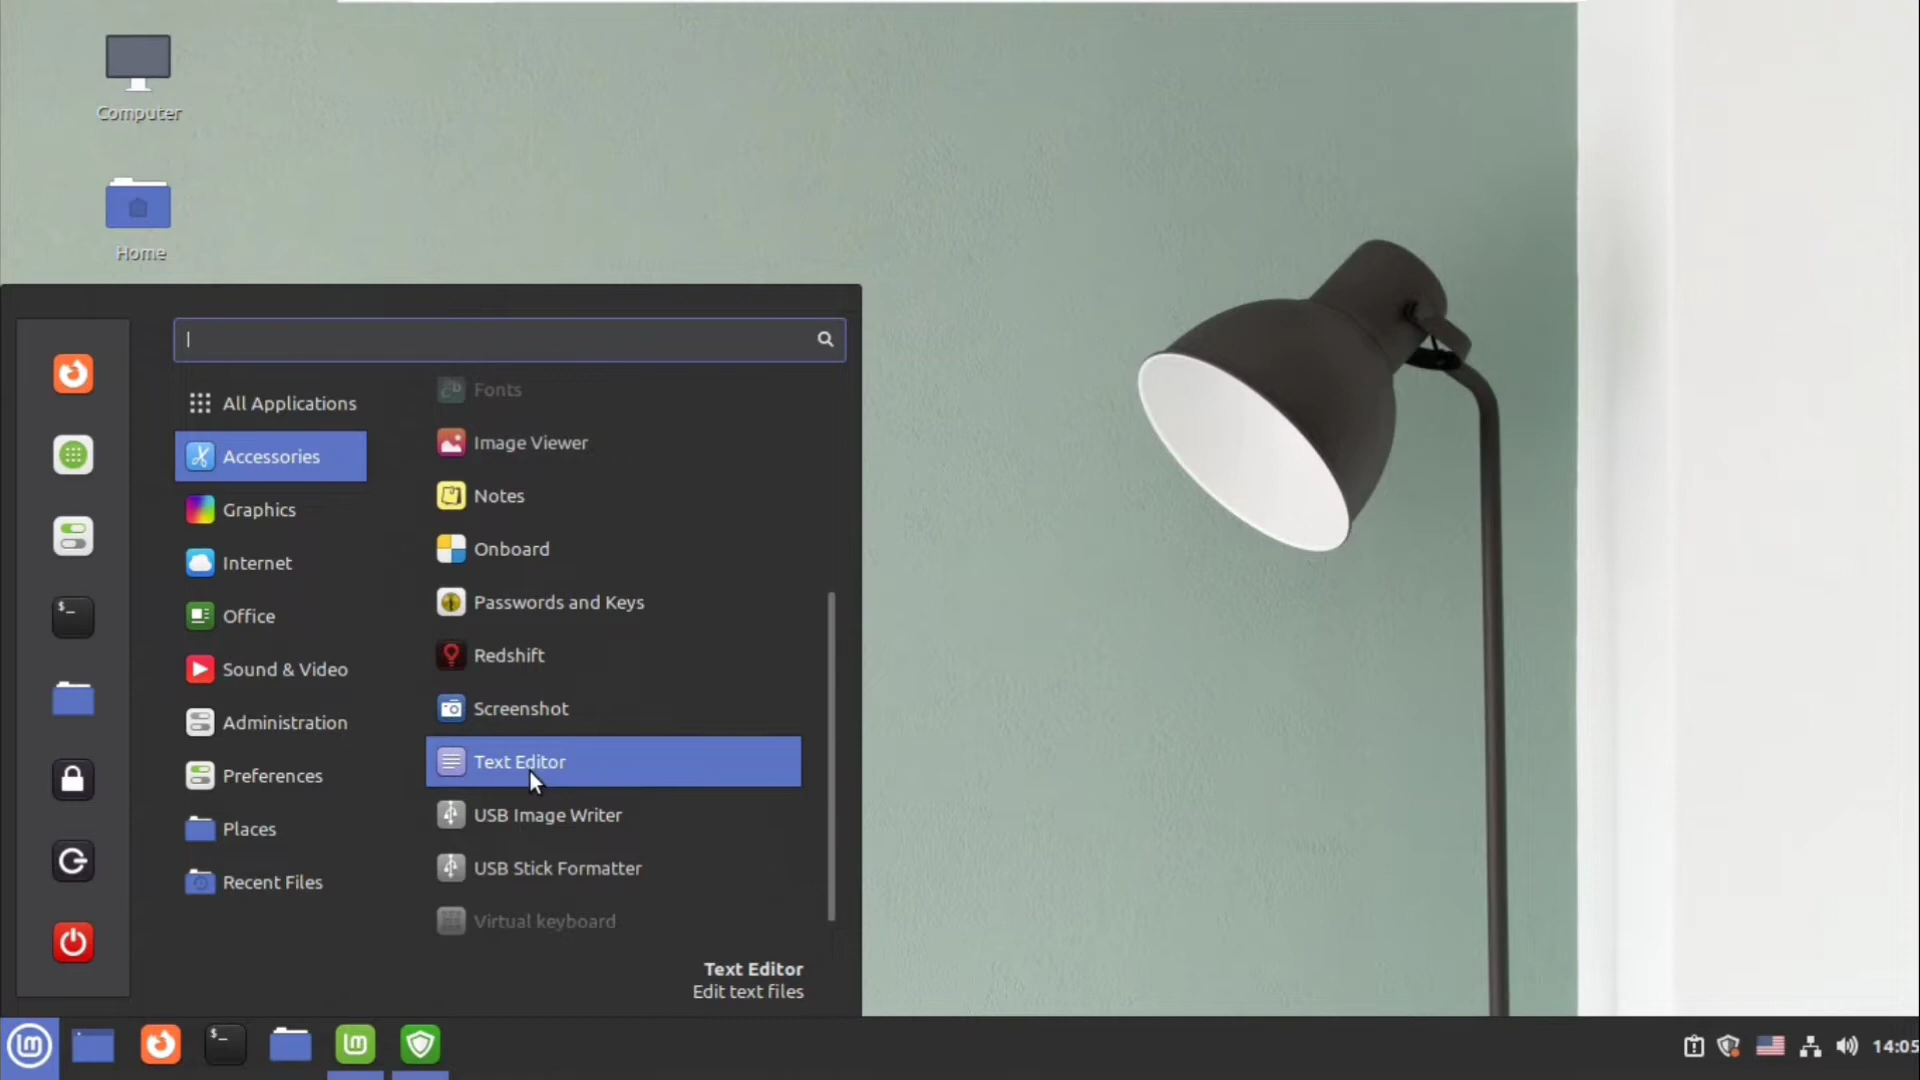 Computer
Home
All Applications
Accessories
Graphics
Internet
Office
Sound & Video
Administration
Preferences
Places
Recent Files
Fonts
Image Viewer
Notes
Onboard
Passwords and Keys
Redshift
Screenshot
Text Editor
USB Image Writer
USB Stick Formatter
Virtual keyboard
Text Editor
Edit text files
14:05